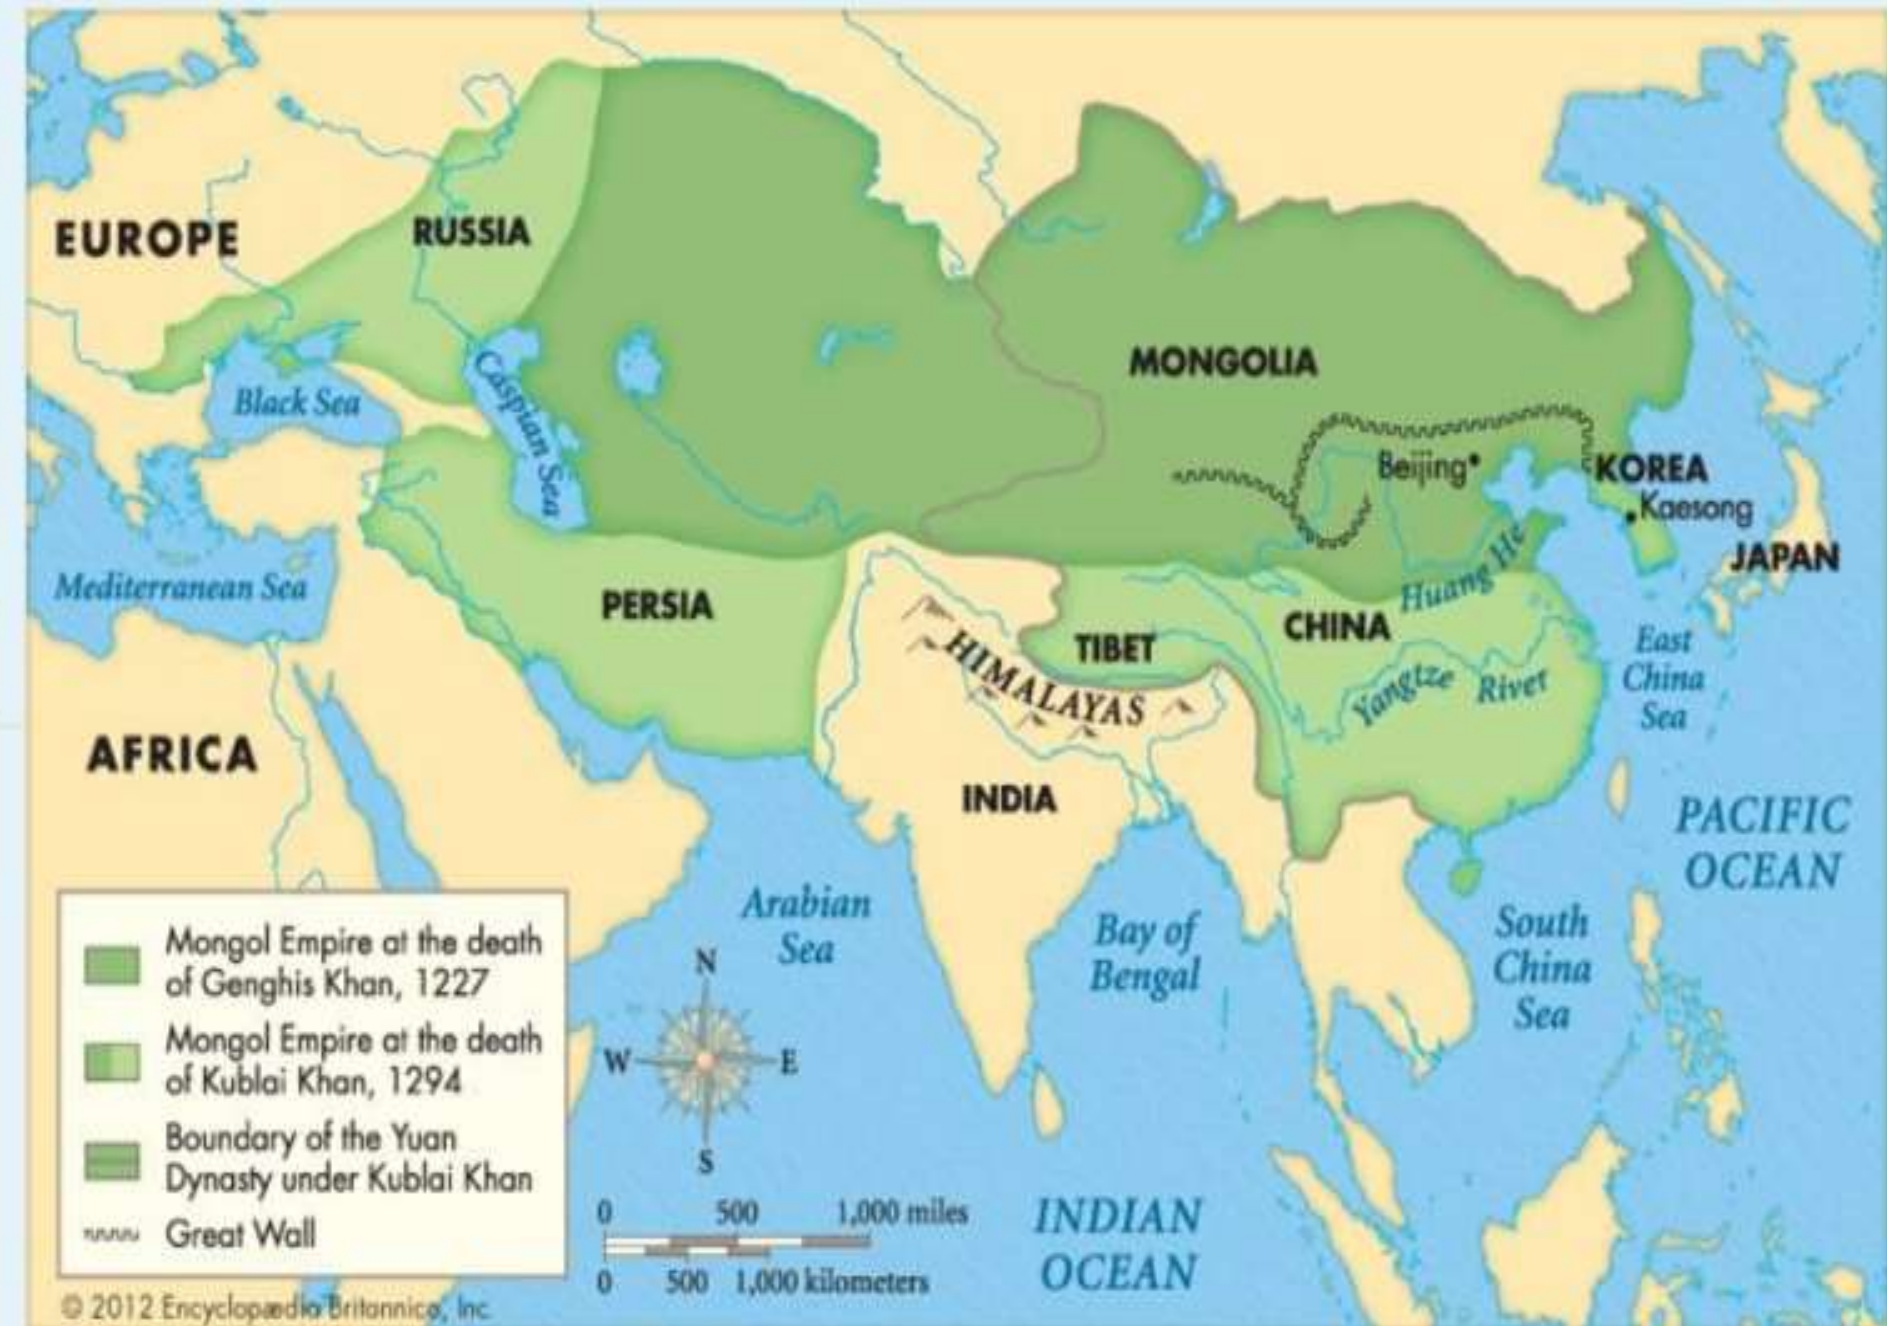 EUROPE
RUSSIA
MONGOLIA
Black Sea
Caspian Sea
Beijing
KOREA
Kaesong
JAPAN
Mediterranean Sea
PERSIA
Huang He
CHINA
TIBET
HIMALAYAS
Yangtze River
East
China
Sea
AFRICA
INDIA
PACIFIC
OCEAN
Arabian
Sea
Bay of
Bengal
South
China
Sea
Mongol Empire at the death
of Genghis Khan, 1227
Mongol Empire at the death
of Kublai Khan, 1294
Boundary of the Yuan
Dynasty under Kublai Khan
Great Wall
N
W E
S
0 500 1,000 miles
0 500 1,000 kilometers
INDIAN
OCEAN
© 2012 Encyclopædia Britannica, Inc.